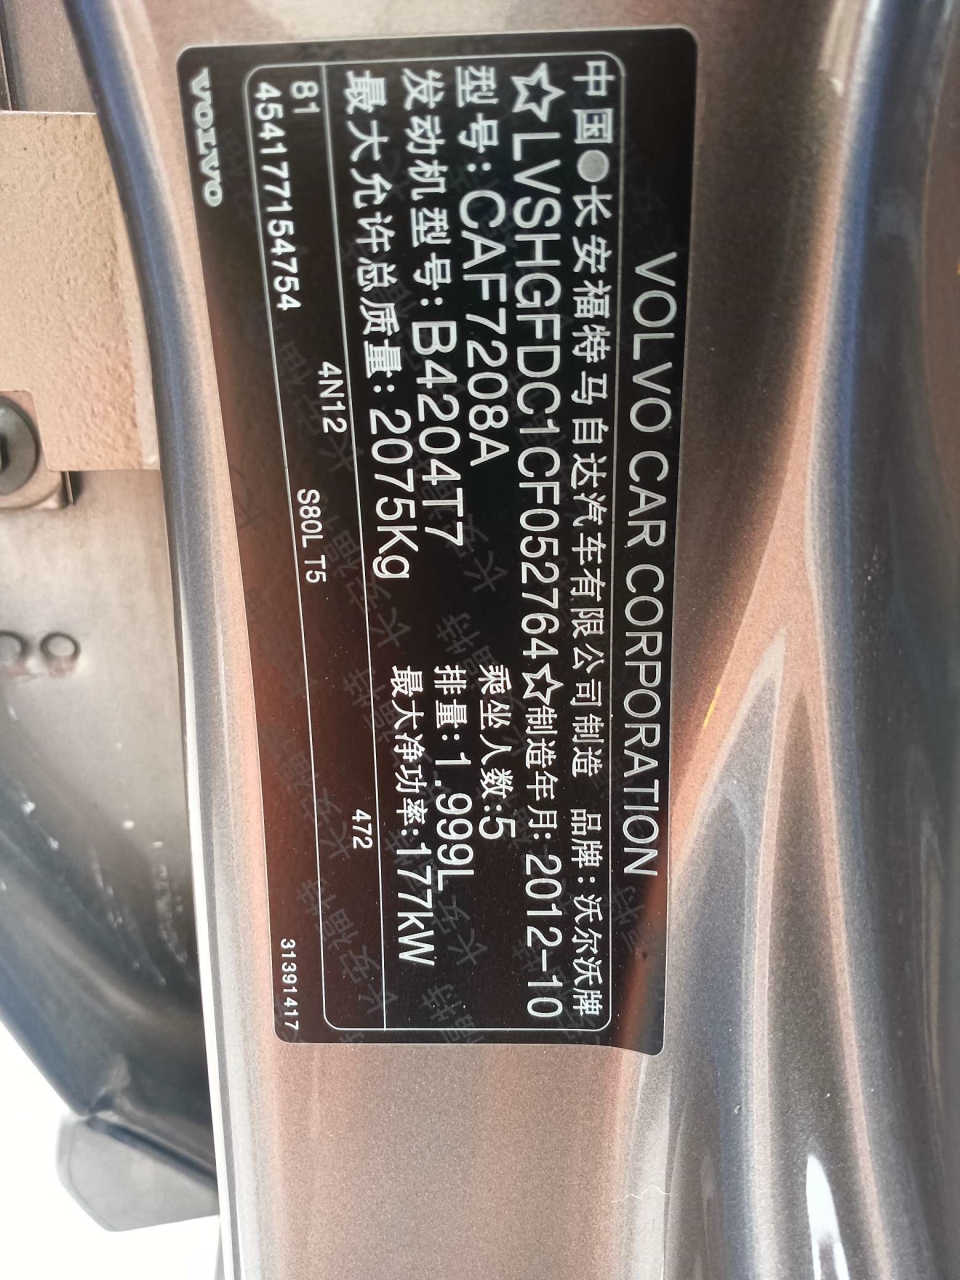 VOLVO CAR CORPORATION
中国●长安福特马自达汽车有限公司制造 品牌:沃尔沃牌
☆LVSHGFDC1CF052764☆制造年月:2012-10
型号:CAF7208A 乘坐人数:5
发动机型号:B4204T7 排量:1.999L
最大允许总质量:2075Kg 最大净功率:177kW
81 4N12 S80L T5 472
454177154754
VOLVO 31391417